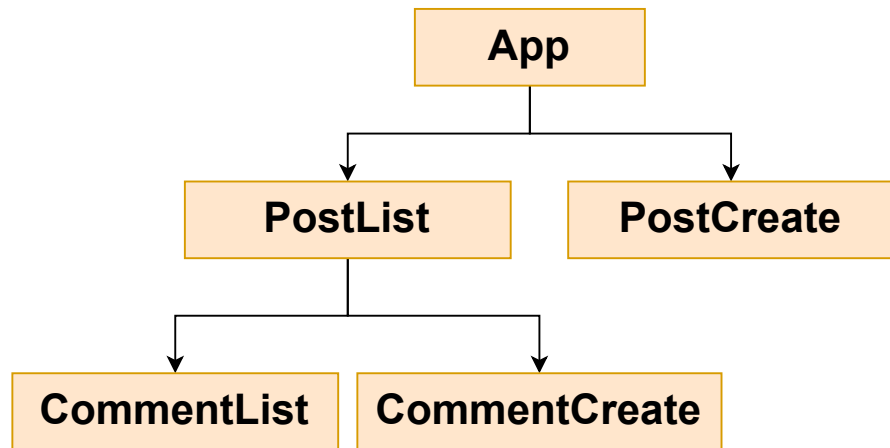 App
PostList
PostCreate
CommentList
CommentCreate